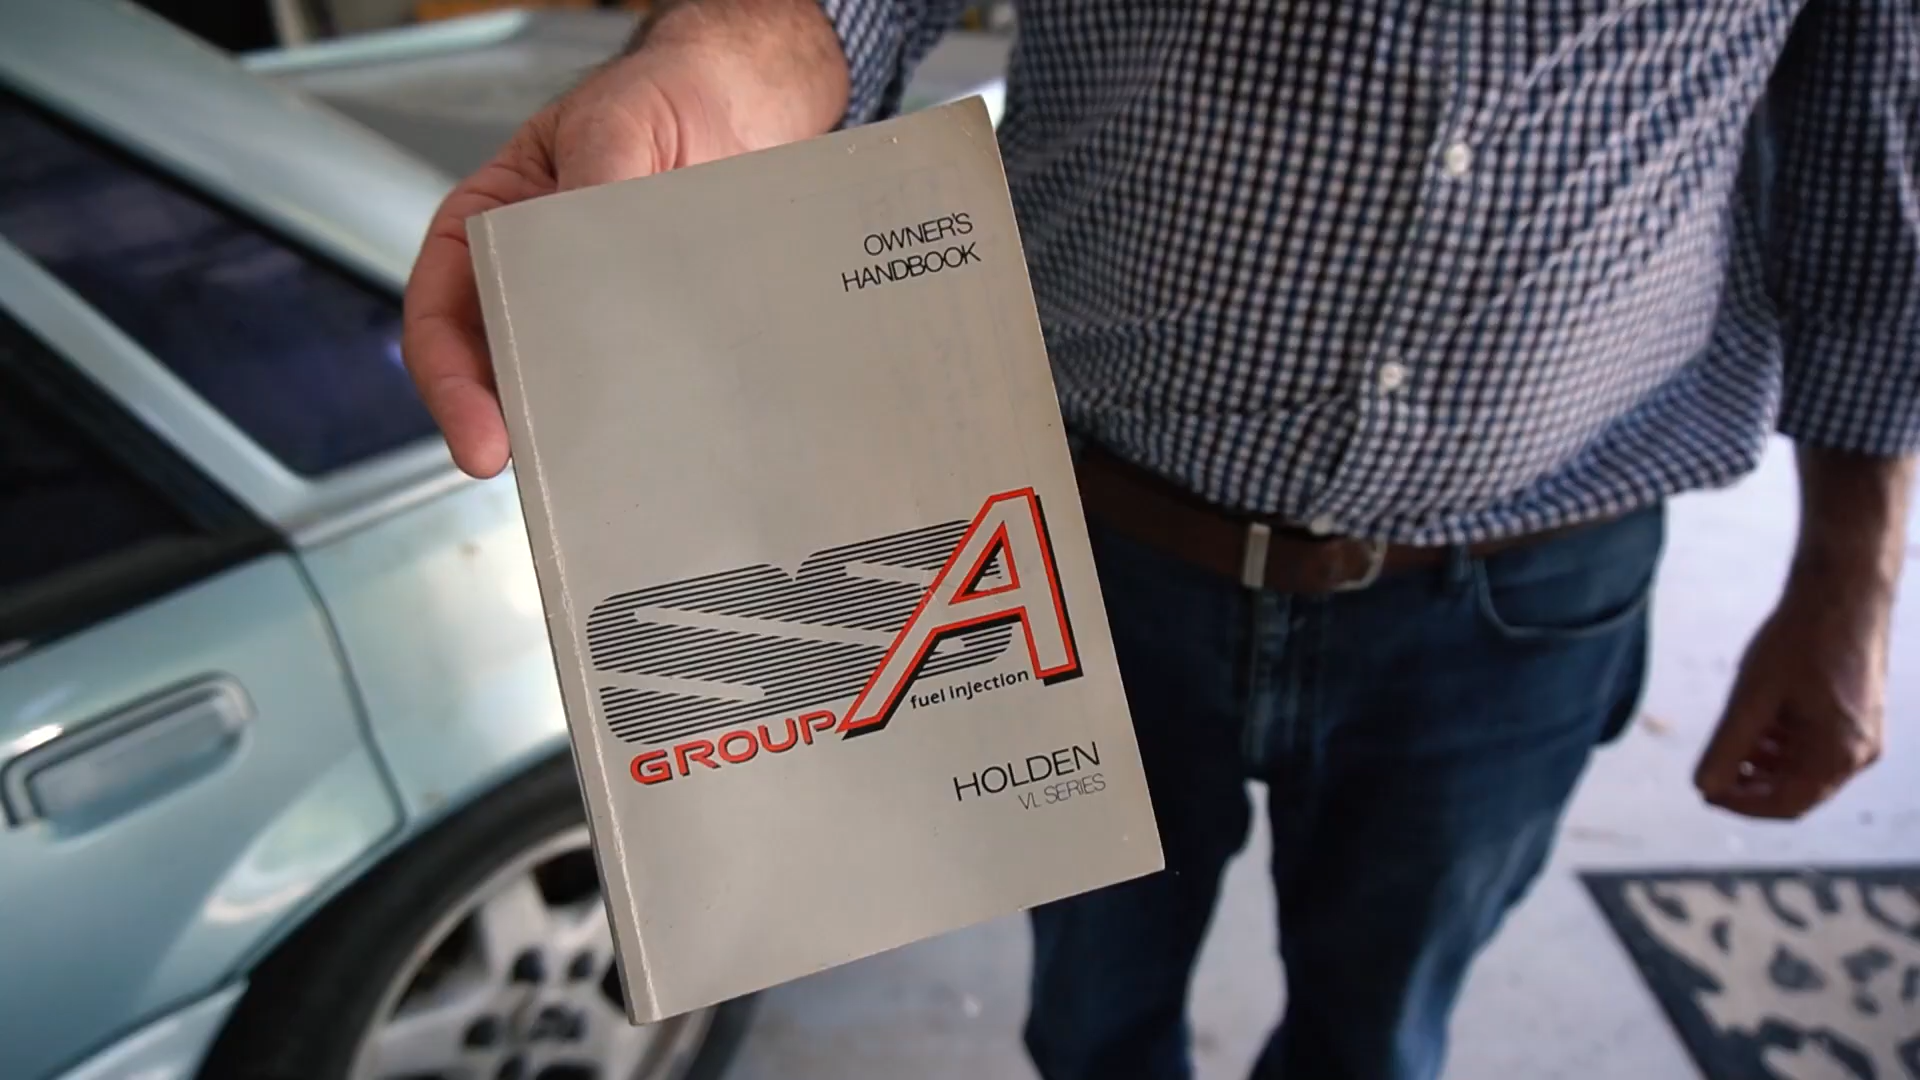 OWNER'S
HANDBOOK
SS
GROUP A
fuel injection
HOLDEN
VL SERIES